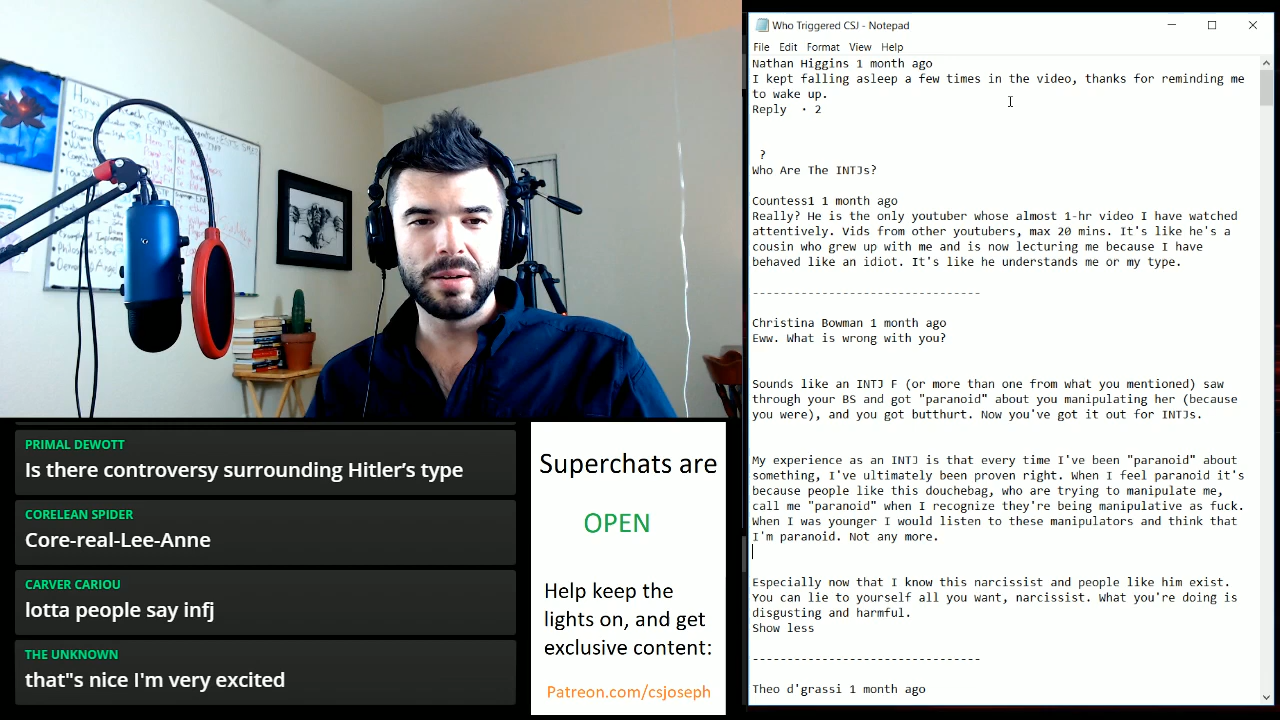 Who Triggered CSJ - Notepad
File Edit Format View Help
Nathan Higgins 1 month ago
I kept falling asleep a few times in the video, thanks for reminding me
to wake up.
Reply · 2
?
Who Are The INTJs?
Countess1 1 month ago
Really? He is the only youtuber whose almost 1-hr video I have watched
attentively. Vids from other youtubers, max 20 mins. It's like he's a
cousin who grew up with me and is now lecturing me because I have
behaved like an idiot. It's like he understands me or my type.
---------------------------------
Christina Bowman 1 month ago
Eww. What is wrong with you?
Sounds like an INTJ F (or more than one from what you mentioned) saw
through your BS and got "paranoid" about you manipulating her (because
you were), and you got butthurt. Now you've got it out for INTJs.
My experience as an INTJ is that every time I've been "paranoid" about
something, I've ultimately been proven right. When I feel paranoid it's
because people like this douchebag, who are trying to manipulate me,
call me "paranoid" when I recognize they're being manipulative as fuck.
When I was younger I would listen to these manipulators and think that
I'm paranoid. Not any more.
Especially now that I know this narcissist and people like him exist.
You can lie to yourself all you want, narcissist. What you're doing is
disgusting and harmful.
Show less
---------------------------------
Theo d'grassi 1 month ago
PRIMAL DEWOTT
Is there controversy surrounding Hitler’s type
CORELEAN SPIDER
Core-real-Lee-Anne
CARVER CARIOU
lotta people say infj
THE UNKNOWN
that"s nice I'm very excited
Superchats are
OPEN
Help keep the
lights on, and get
exclusive content:
Patreon.com/csjoseph